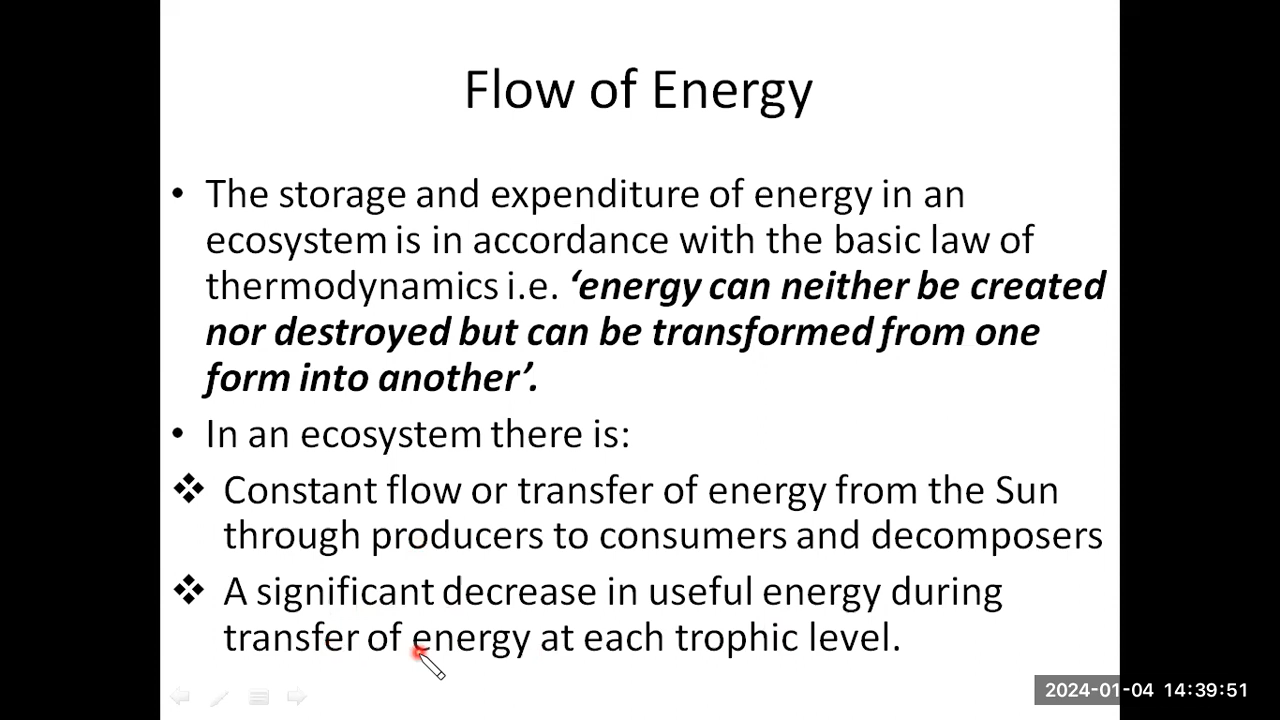 Flow of Energy
• The storage and expenditure of energy in an
ecosystem is in accordance with the basic law of
thermodynamics i.e. ‘energy can neither be created
nor destroyed but can be transformed from one
form into another’.
• In an ecosystem there is:
❖ Constant flow or transfer of energy from the Sun
through producers to consumers and decomposers
❖ A significant decrease in useful energy during
transfer of energy at each trophic level.
2024-01-04 14:39:51